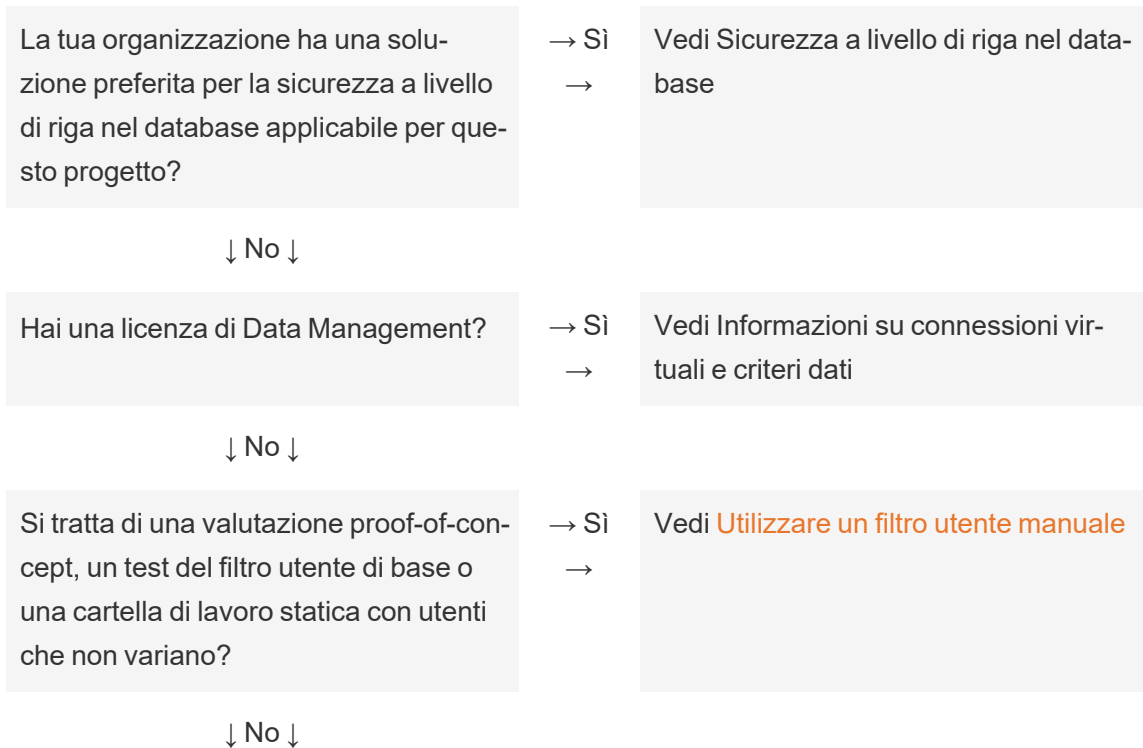 La tua organizzazione ha una solu-
zione preferita per la sicurezza a livello
di riga nel database applicabile per que-
sto progetto?
→ Sì
→
Vedi Sicurezza a livello di riga nel data-
base
↓ No ↓
Hai una licenza di Data Management?
→ Sì
→
Vedi Informazioni su connessioni vir-
tuali e criteri dati
↓ No ↓
Si tratta di una valutazione proof-of-con-
cept, un test del filtro utente di base o
una cartella di lavoro statica con utenti
che non variano?
→ Sì
→
Vedi Utilizzare un filtro utente manuale
↓ No ↓